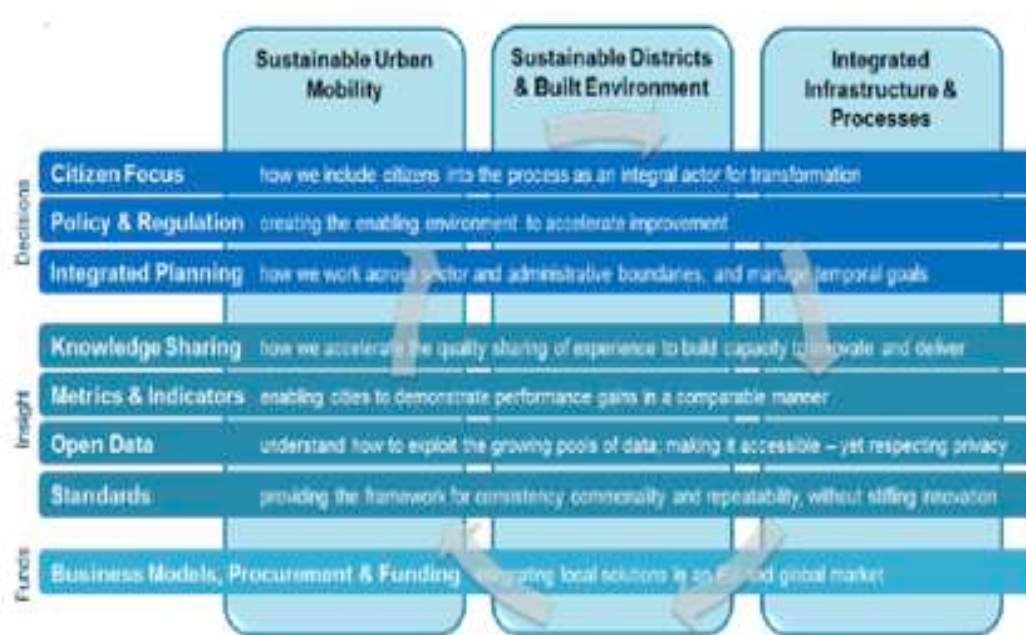 Sustainable Urban
Mobility
Sustainable Districts
& Built Environment
Integrated
Infrastructure &
Processes
Decisions
Citizen Focus how we include citizens into the process as an integral actor for transformation
Policy & Regulation creating the enabling environment to accelerate improvement
Integrated Planning how we work across sector and administrative boundaries, and manage temporal goals
Insight
Knowledge Sharing how we accelerate the quality sharing of experience to build capacity to innovate and deliver
Metrics & Indicators enabling cities to demonstrate performance gains in a comparable manner
Open Data understand how to exploit the growing pools of data; making it accessible – yet respecting privacy
Standards providing the framework for consistency commonality and repeatability, without stifling innovation
Funds
Business Models, Procurement & Funding integrating local solutions in an and global market